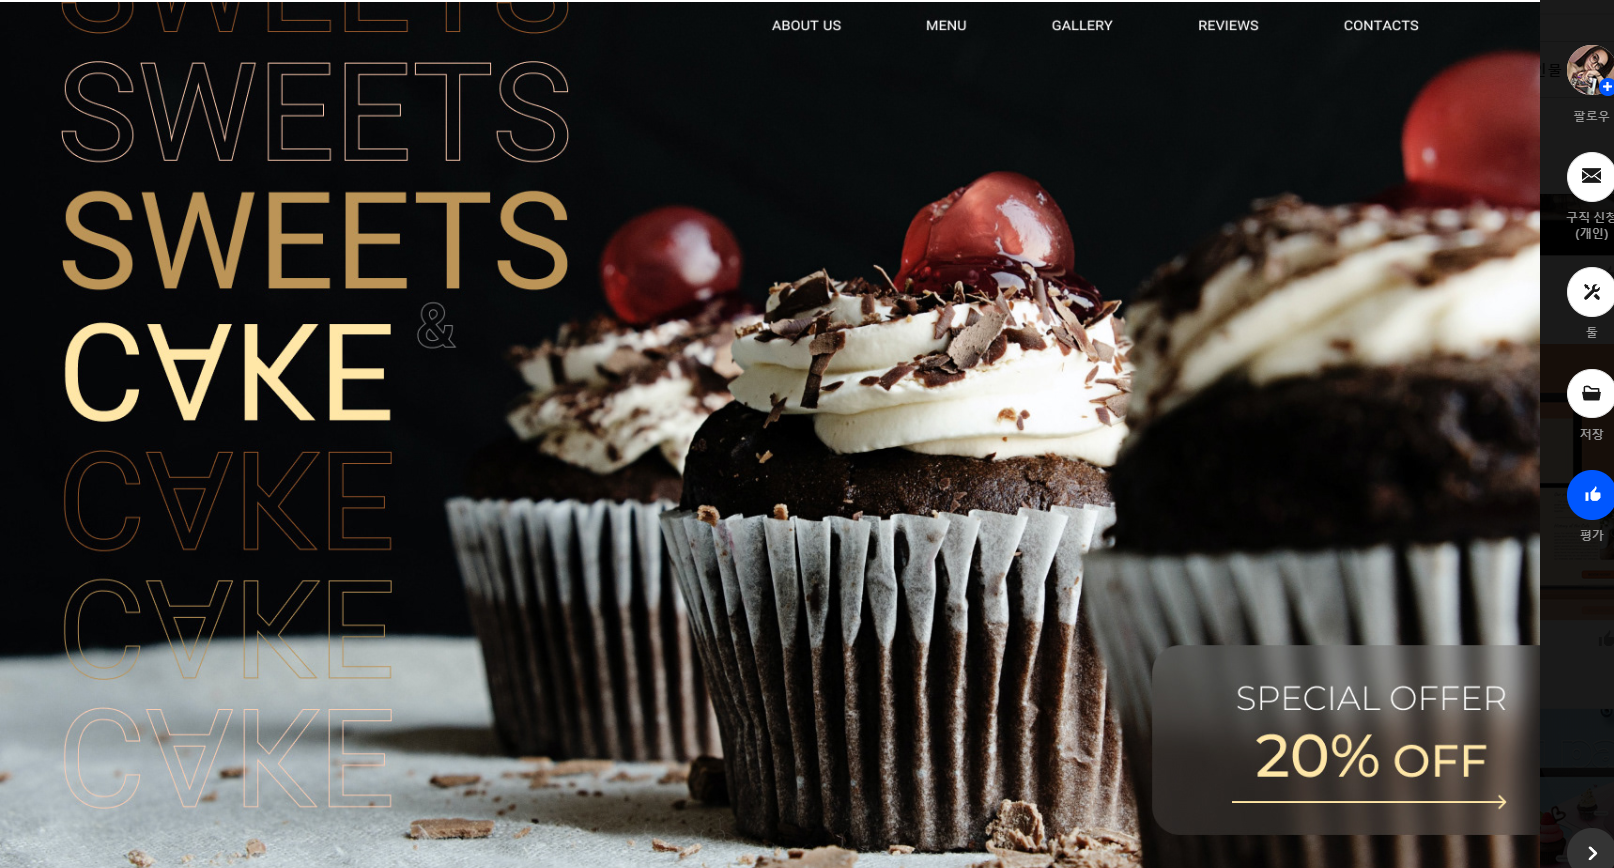 SWEETS
ABOUT US MENU GALLERY REVIEWS CONTACTS
SWEETS
SWEETS
&
CAKE
CAKE
CAKE
CAKE
SPECIAL OFFER
20% OFF
팔로우
구직 신청
(개인)
툴
저장
평가